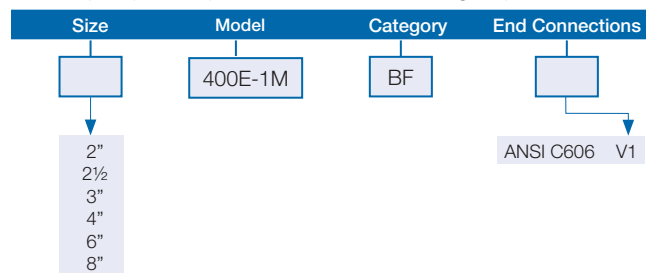 Size Model Category End Connections
400E-1M BF
2”
2½
3”
4”
6”
8”
ANSI C606 V1